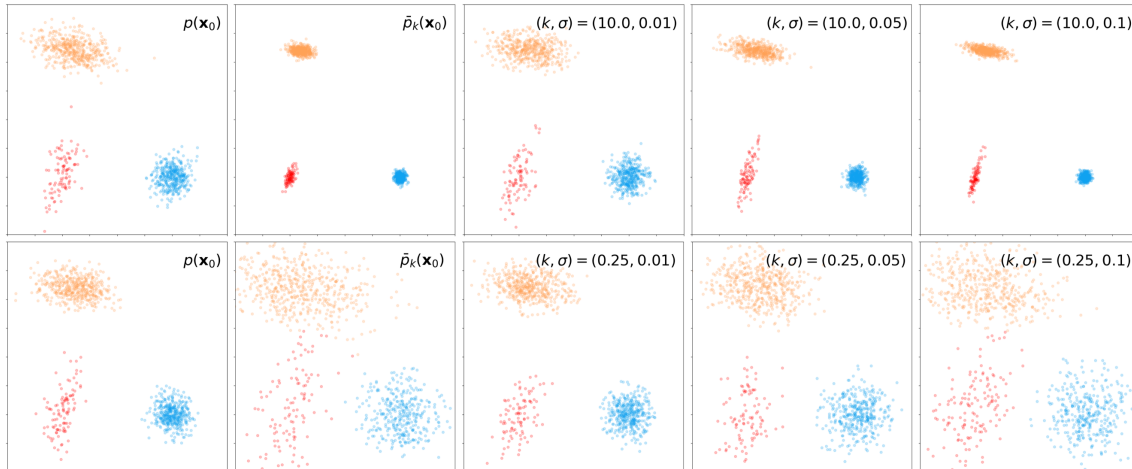 p(x₀)
p̃ₖ(x₀)
(k, σ) = (10.0, 0.01)
(k, σ) = (10.0, 0.05)
(k, σ) = (10.0, 0.1)
p(x₀)
p̃ₖ(x₀)
(k, σ) = (0.25, 0.01)
(k, σ) = (0.25, 0.05)
(k, σ) = (0.25, 0.1)